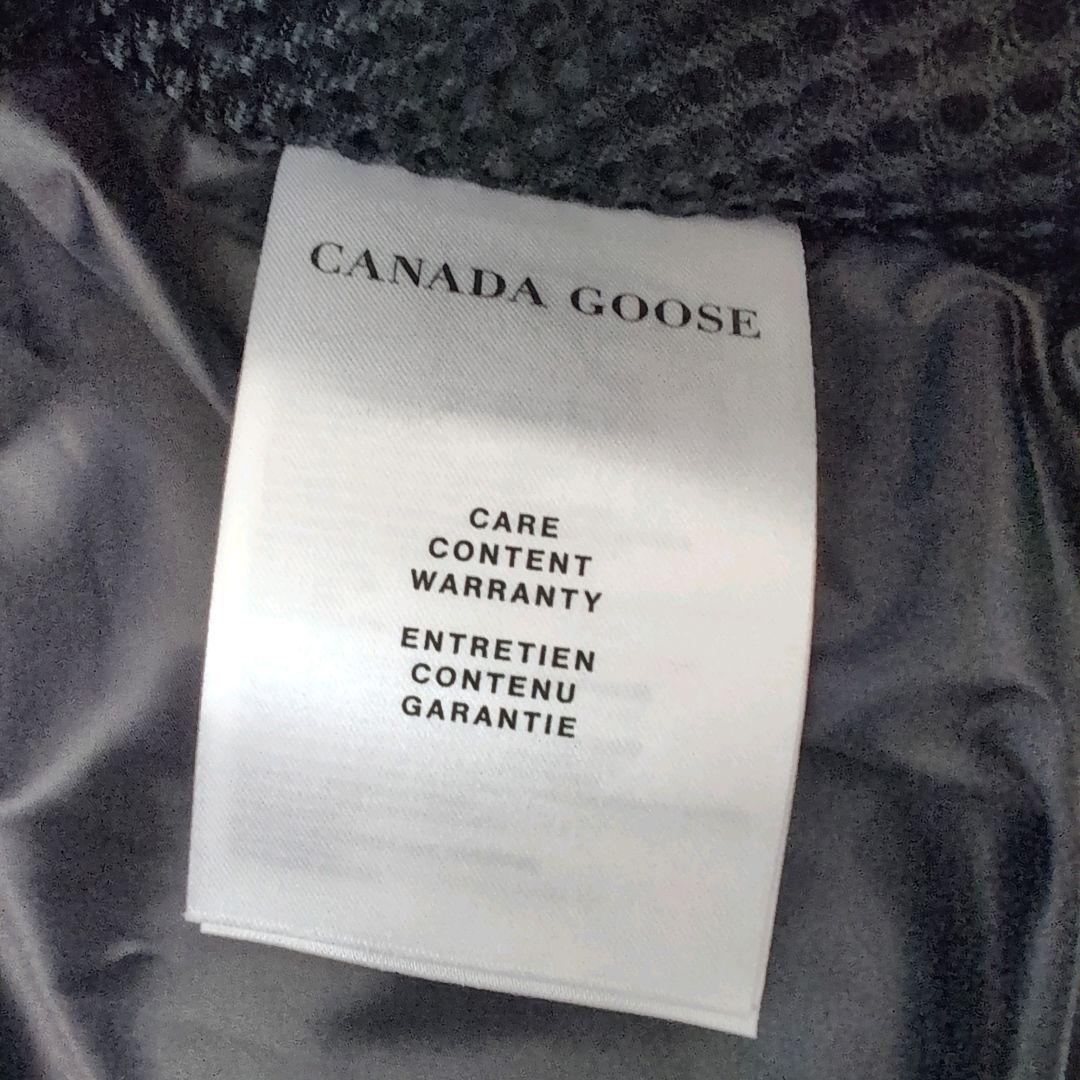 CANADA GOOSE
CARE
CONTENT
WARRANTY
ENTRETIEN
CONTENU
GARANTIE